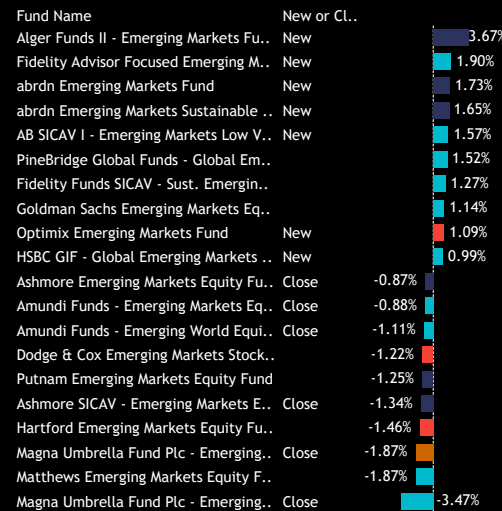 Fund Name New or Cl..
Alger Funds II - Emerging Markets Fu.. New 3.67%
Fidelity Advisor Focused Emerging M.. New 1.90%
abrdn Emerging Markets Fund New 1.73%
abrdn Emerging Markets Sustainable .. New 1.65%
AB SICAV I - Emerging Markets Low V.. New 1.57%
PineBridge Global Funds - Global Em.. 1.52%
Fidelity Funds SICAV - Sust. Emergin.. 1.27%
Goldman Sachs Emerging Markets Eq.. 1.14%
Optimix Emerging Markets Fund New 1.09%
HSBC GIF - Global Emerging Markets .. New 0.99%
Ashmore Emerging Markets Equity Fu.. Close -0.87%
Amundi Funds - Emerging Markets Eq.. Close -0.88%
Amundi Funds - Emerging World Equi.. Close -1.11%
Dodge & Cox Emerging Markets Stock.. -1.22%
Putnam Emerging Markets Equity Fund -1.25%
Ashmore SICAV - Emerging Markets E.. Close -1.34%
Hartford Emerging Markets Equity Fu.. -1.46%
Magna Umbrella Fund Plc - Emerging.. Close -1.87%
Matthews Emerging Markets Equity F.. -1.87%
Magna Umbrella Fund Plc - Emerging.. Close -3.47%